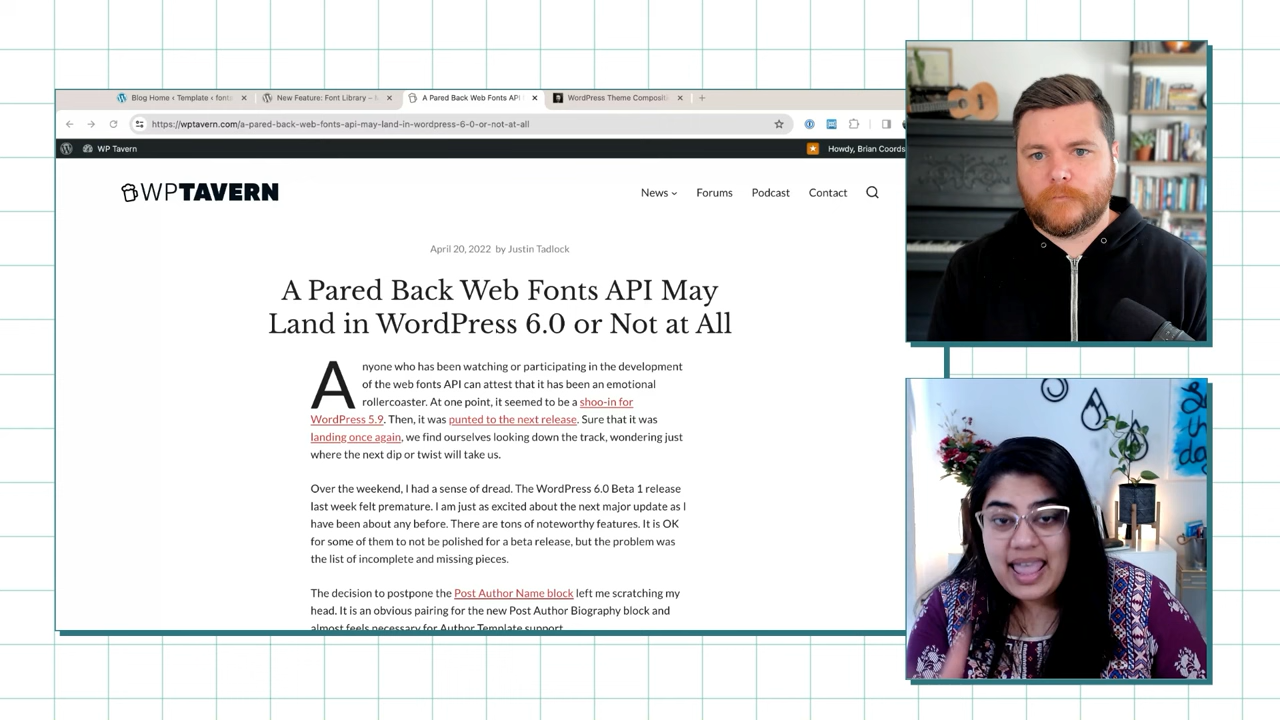 Blog Home ‹ Template ‹ font
New Feature: Font Library –
A Pared Back Web Fonts API
WordPress Theme Composit
https://wptavern.com/a-pared-back-web-fonts-api-may-land-in-wordpress-6-0-or-not-at-all
WP Tavern
Howdy, Brian Coords
WPTAVERN
News
Forums
Podcast
Contact
April 20, 2022 by Justin Tadlock
A Pared Back Web Fonts API May
Land in WordPress 6.0 or Not at All
Anyone who has been watching or participating in the development
of the web fonts API can attest that it has been an emotional
rollercoaster. At one point, it seemed to be a shoo-in for
WordPress 5.9. Then, it was punted to the next release. Sure that it was
landing once again, we find ourselves looking down the track, wondering just
where the next dip or twist will take us.
Over the weekend, I had a sense of dread. The WordPress 6.0 Beta 1 release
last week felt premature. I am just as excited about the next major update as I
have been about any before. There are tons of noteworthy features. It is OK
for some of them to not be polished for a beta release, but the problem was
the list of incomplete and missing pieces.
The decision to postpone the Post Author Name block left me scratching my
head. It is an obvious pairing for the new Post Author Biography block and
almost feels necessary for Author Template support.